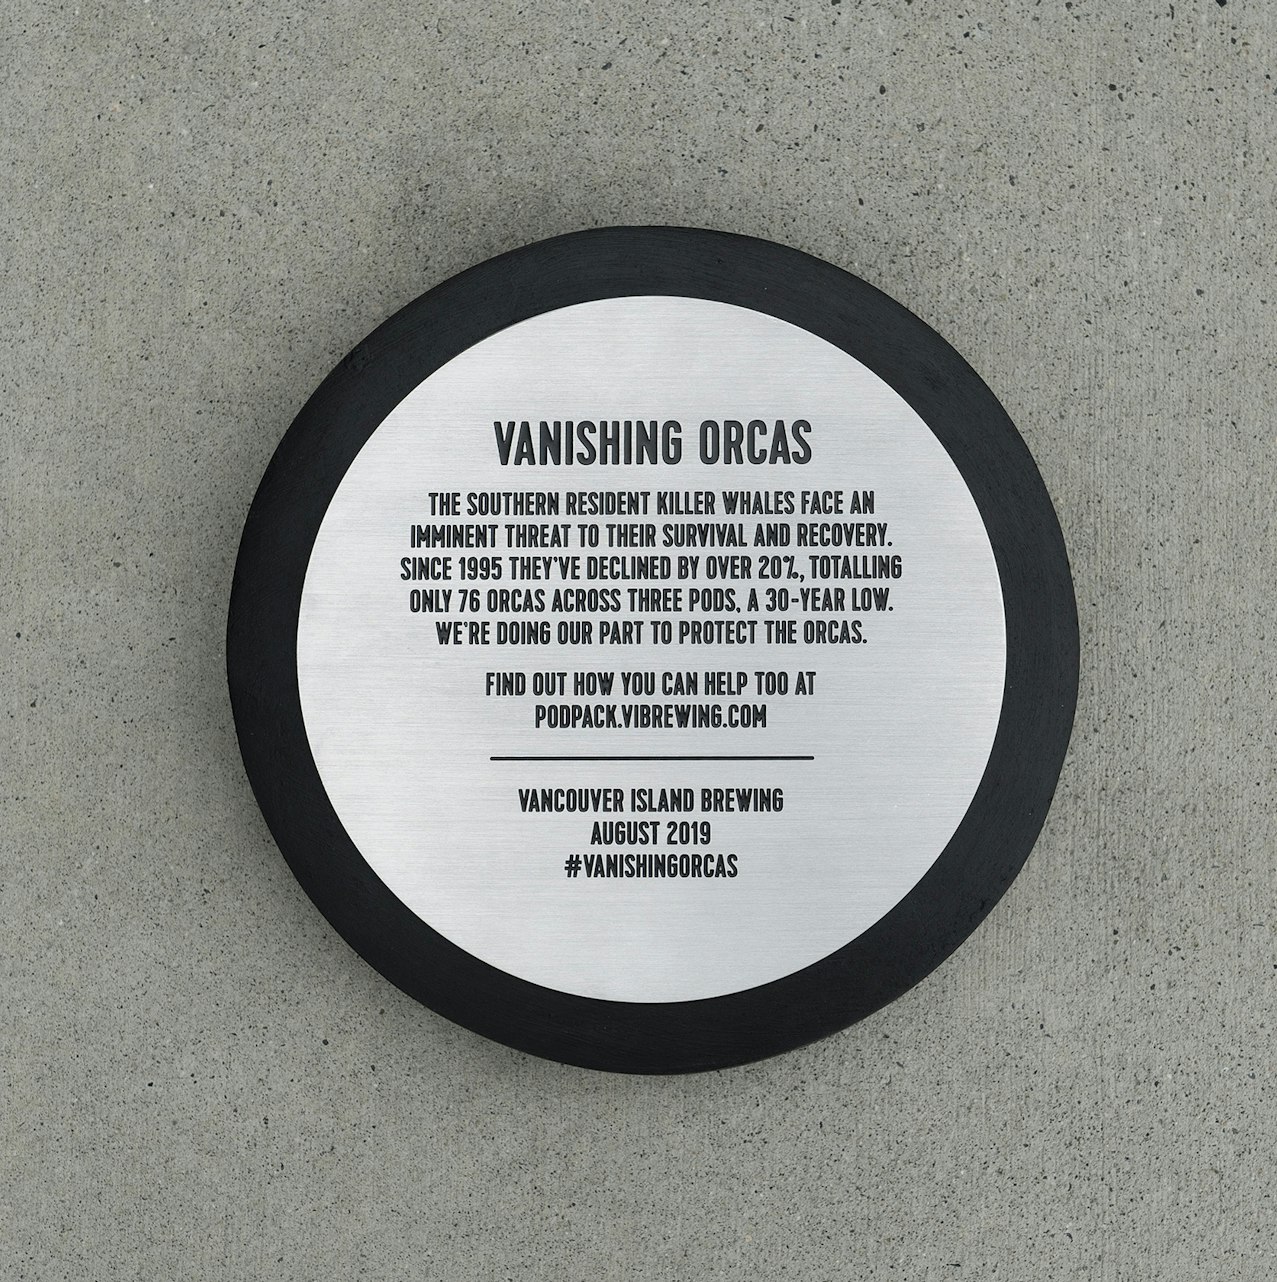 VANISHING ORCAS
THE SOUTHERN RESIDENT KILLER WHALES FACE AN
IMMINENT THREAT TO THEIR SURVIVAL AND RECOVERY.
SINCE 1995 THEY'VE DECLINED BY OVER 20%, TOTALLING
ONLY 76 ORCAS ACROSS THREE PODS, A 30-YEAR LOW.
WE'RE DOING OUR PART TO PROTECT THE ORCAS.
FIND OUT HOW YOU CAN HELP TOO AT
PODPACK.VIBREWING.COM
VANCOUVER ISLAND BREWING
AUGUST 2019
#VANISHINGORCAS